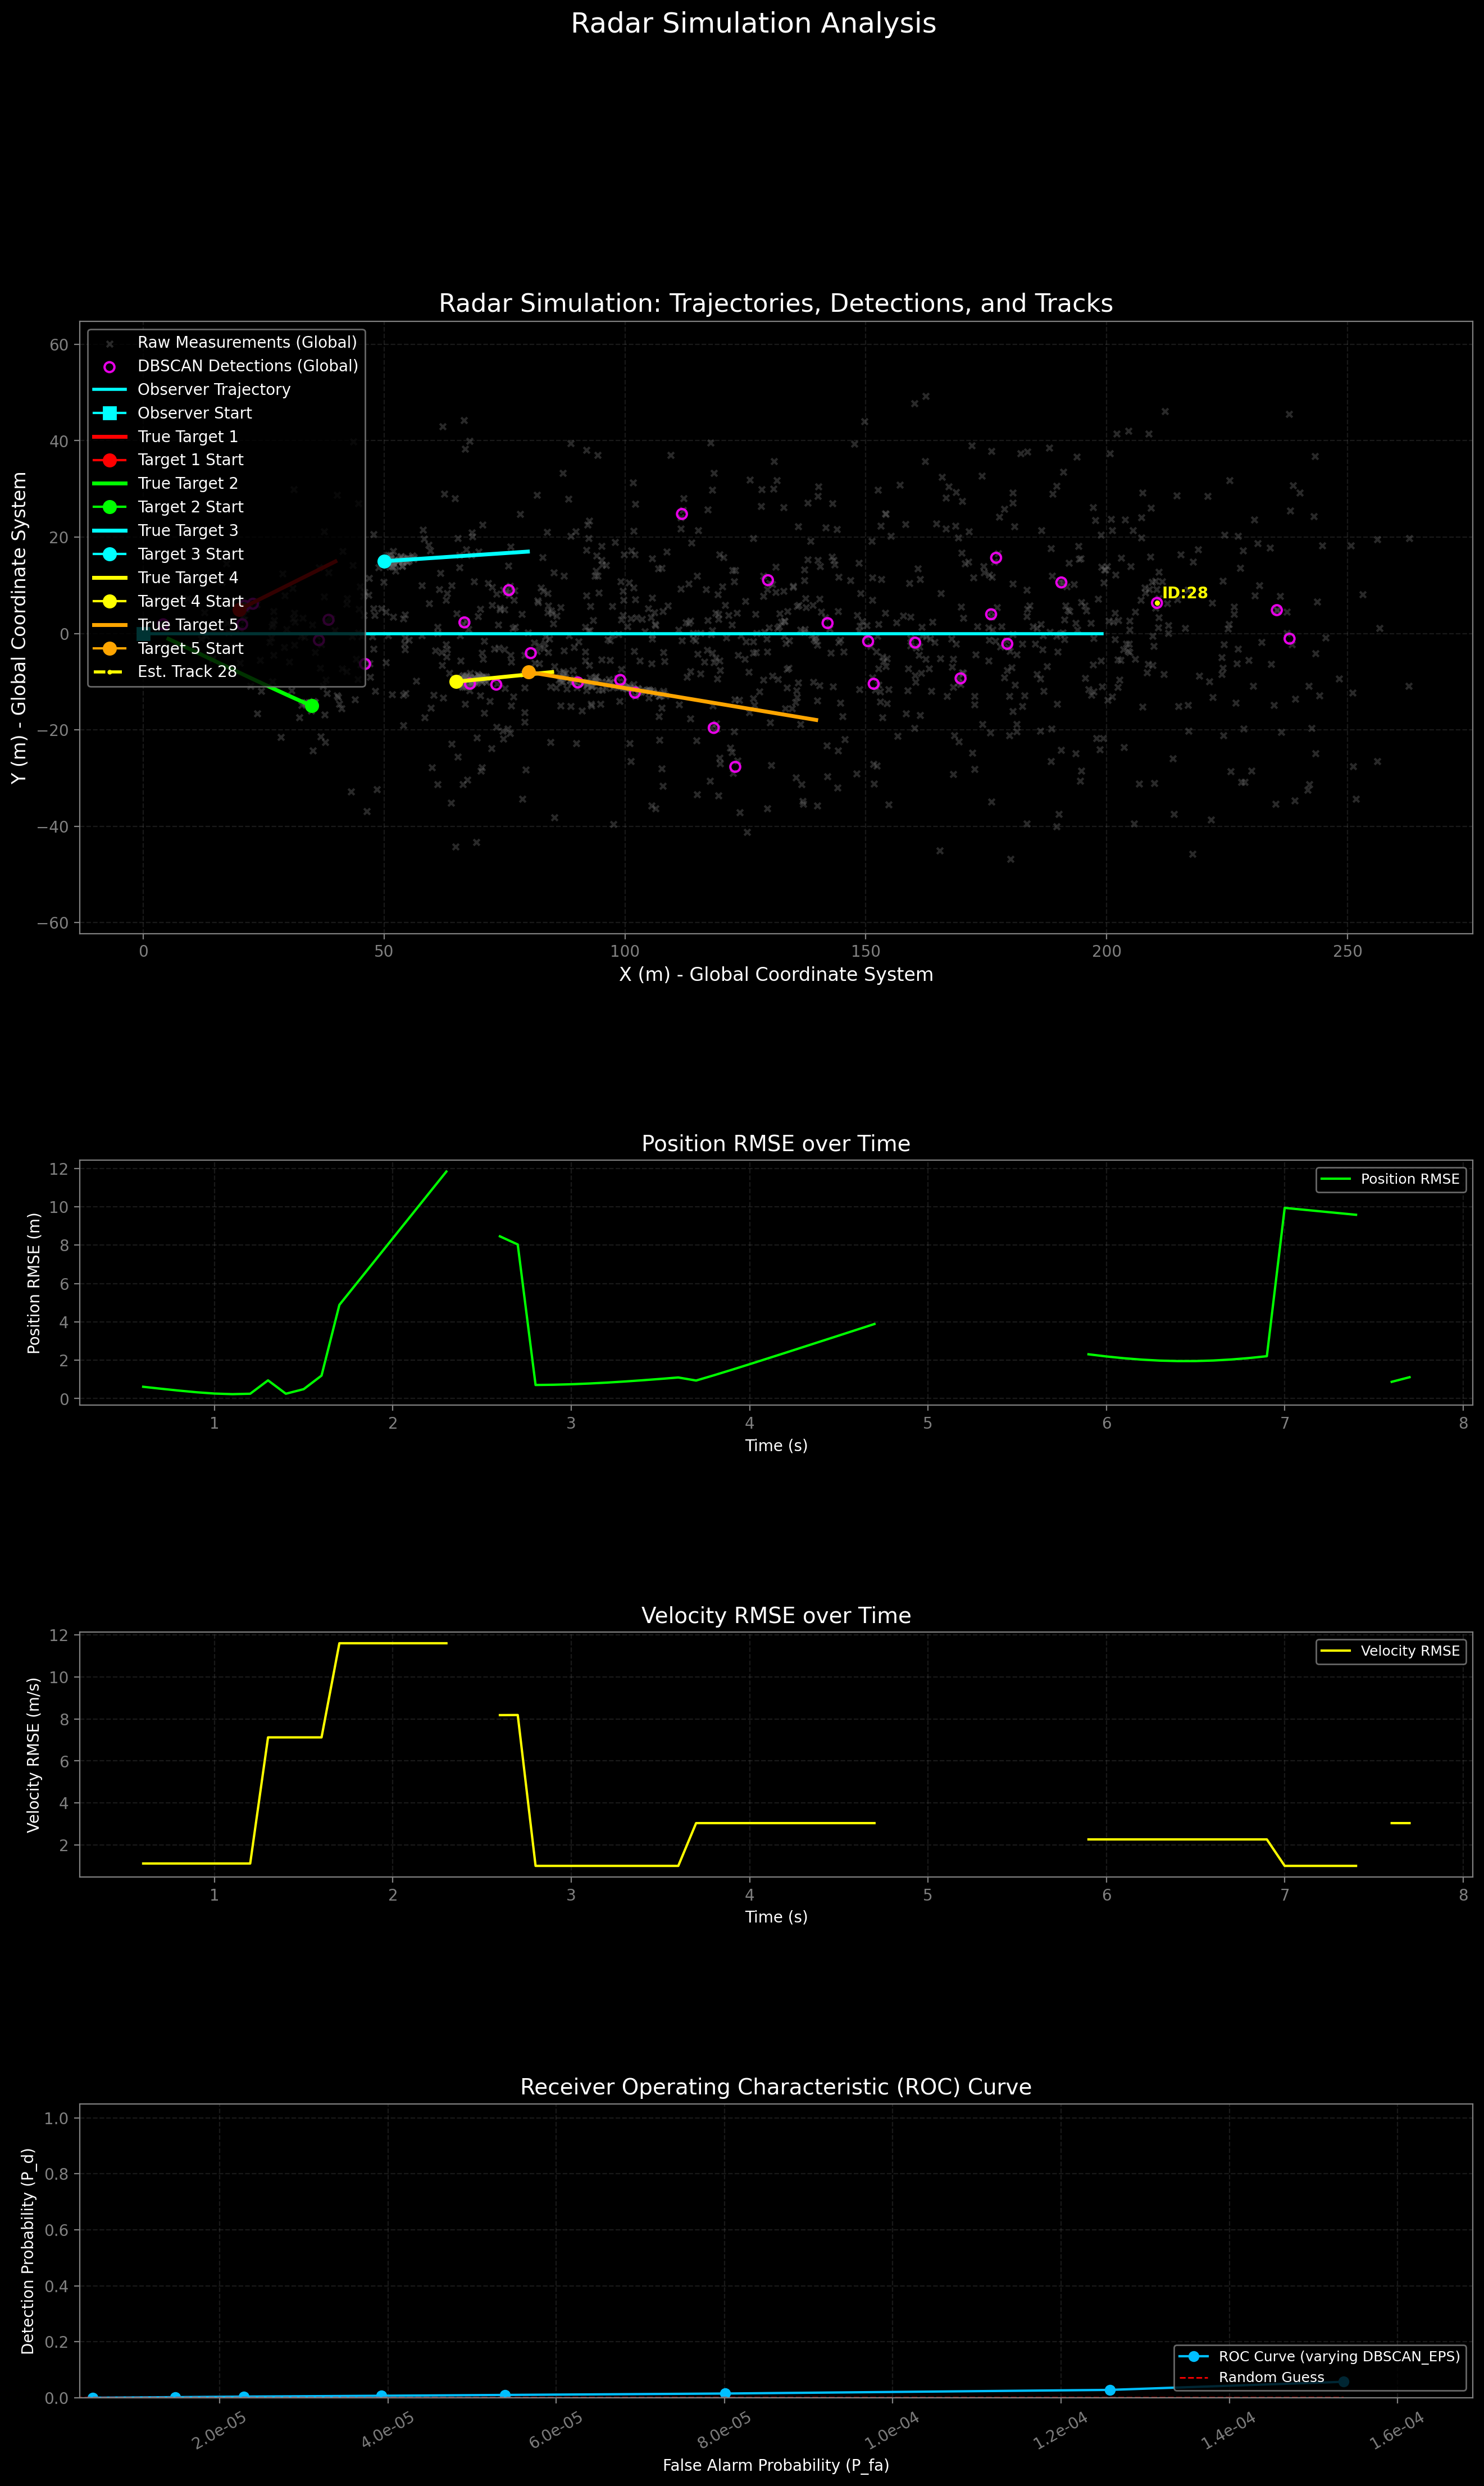 Radar Simulation Analysis
Radar Simulation: Trajectories, Detections, and Tracks
Raw Measurements (Global)
DBSCAN Detections (Global)
Observer Trajectory
Observer Start
True Target 1
Target 1 Start
True Target 2
Target 2 Start
True Target 3
Target 3 Start
True Target 4
Target 4 Start
True Target 5
Target 5 Start
Est. Track 28
ID:28
Y (m) - Global Coordinate System
60
40
20
0
−20
−40
−60
0 50 100 150 200 250
X (m) - Global Coordinate System
Position RMSE over Time
Position RMSE
Position RMSE (m)
12
10
8
6
4
2
0
1 2 3 4 5 6 7 8
Time (s)
Velocity RMSE over Time
Velocity RMSE
Velocity RMSE (m/s)
12
10
8
6
4
2
1 2 3 4 5 6 7 8
Time (s)
Receiver Operating Characteristic (ROC) Curve
Detection Probability (P_d)
1.0
0.8
0.6
0.4
0.2
0.0
ROC Curve (varying DBSCAN_EPS)
Random Guess
2.0e-05 4.0e-05 6.0e-05 8.0e-05 1.0e-04 1.2e-04 1.4e-04 1.6e-04
False Alarm Probability (P_fa)